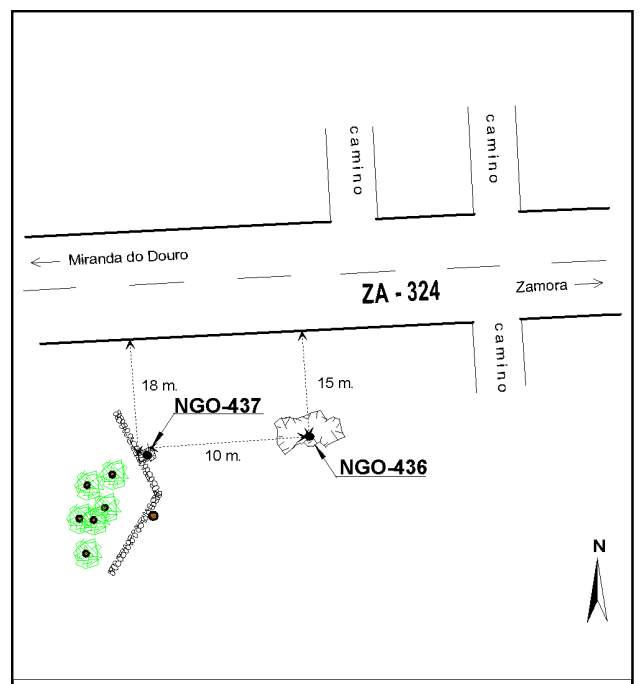 camino
camino
← Miranda do Douro
ZA - 324
Zamora →
camino
18 m.
15 m.
NGO-437
10 m.
NGO-436
N